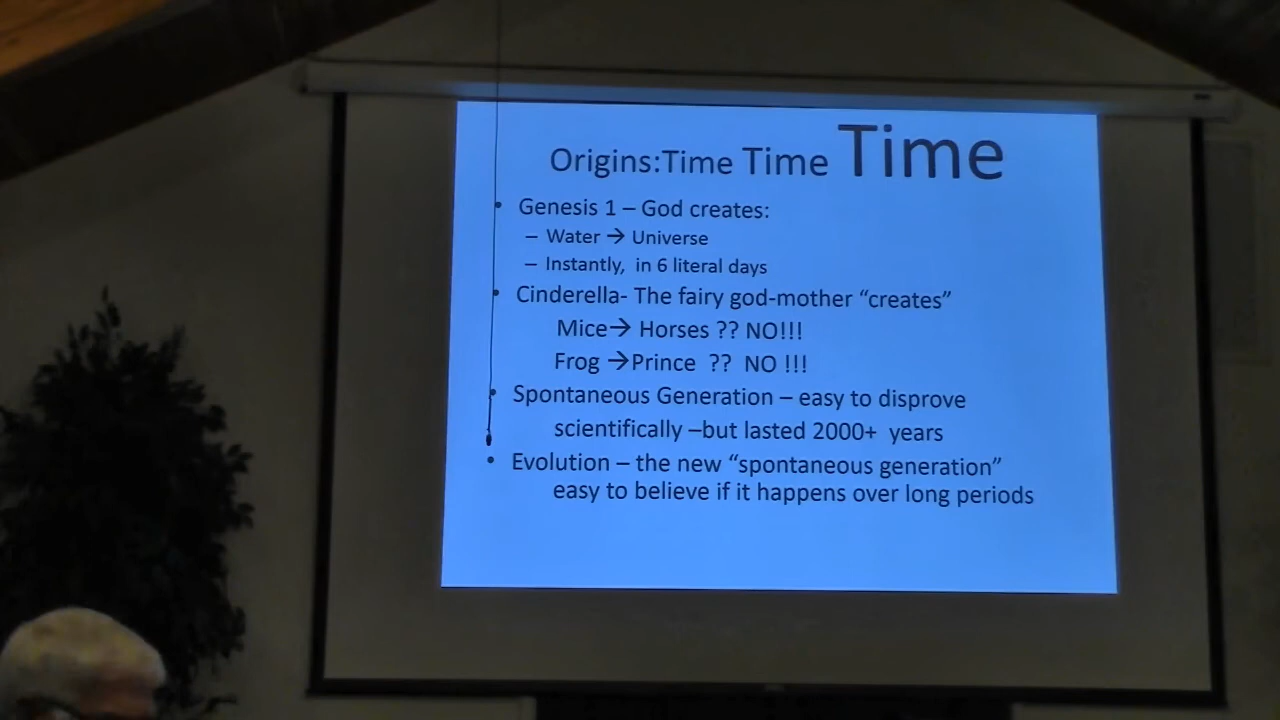 Origins:Time Time Time
• Genesis 1 – God creates:
– Water → Universe
– Instantly, in 6 literal days
• Cinderella- The fairy god-mother “creates”
Mice→ Horses ?? NO!!!
Frog →Prince ?? NO !!!
• Spontaneous Generation – easy to disprove
scientifically –but lasted 2000+ years
• Evolution – the new “spontaneous generation”
easy to believe if it happens over long periods